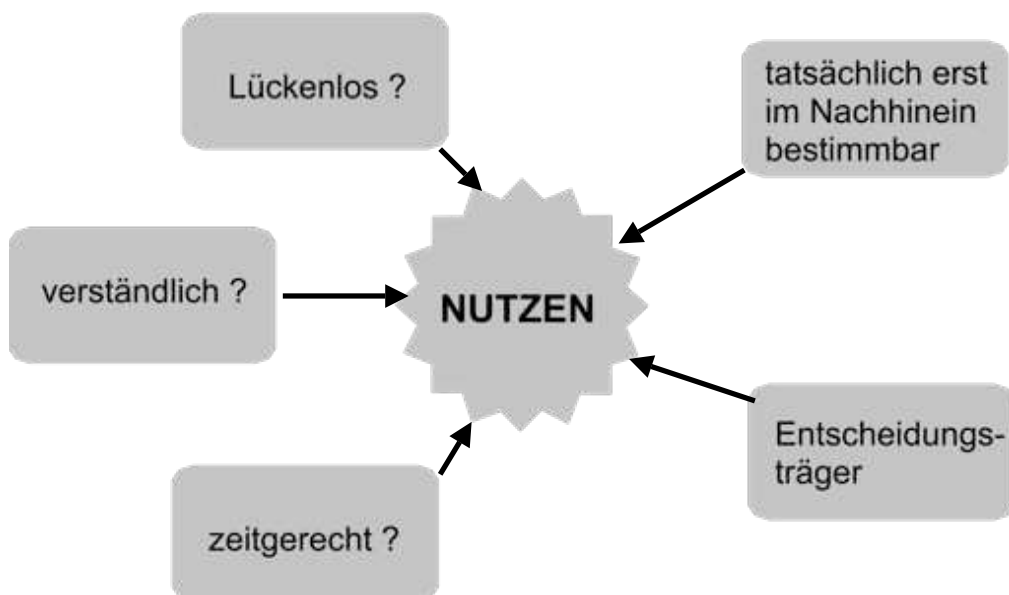 Lückenlos ?
tatsächlich erst
im Nachhinein
bestimmbar
verständlich ?
NUTZEN
Entscheidungs-
träger
zeitgerecht ?